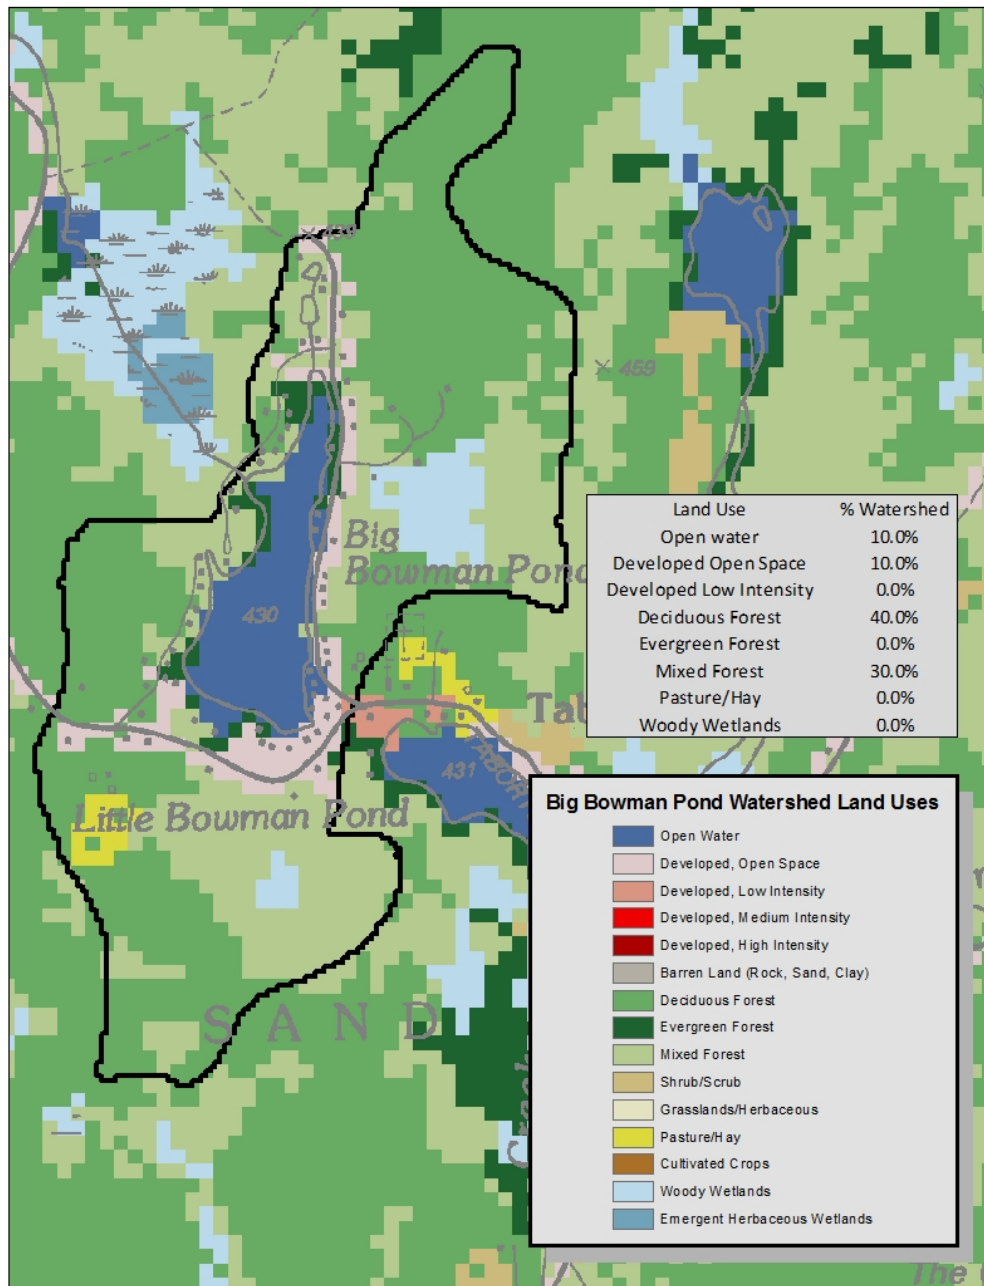 459
Big
Bowman Pond
430
Tab
TABORT
431
Little Bowman Pond
SAND
Creek
The
Land Use % Watershed
Open water 10.0%
Developed Open Space 10.0%
Developed Low Intensity 0.0%
Deciduous Forest 40.0%
Evergreen Forest 0.0%
Mixed Forest 30.0%
Pasture/Hay 0.0%
Woody Wetlands 0.0%
Big Bowman Pond Watershed Land Uses
Open Water
Developed, Open Space
Developed, Low Intensity
Developed, Medium Intensity
Developed, High Intensity
Barren Land (Rock, Sand, Clay)
Deciduous Forest
Evergreen Forest
Mixed Forest
Shrub/Scrub
Grasslands/Herbaceous
Pasture/Hay
Cultivated Crops
Woody Wetlands
Emergent Herbaceous Wetlands